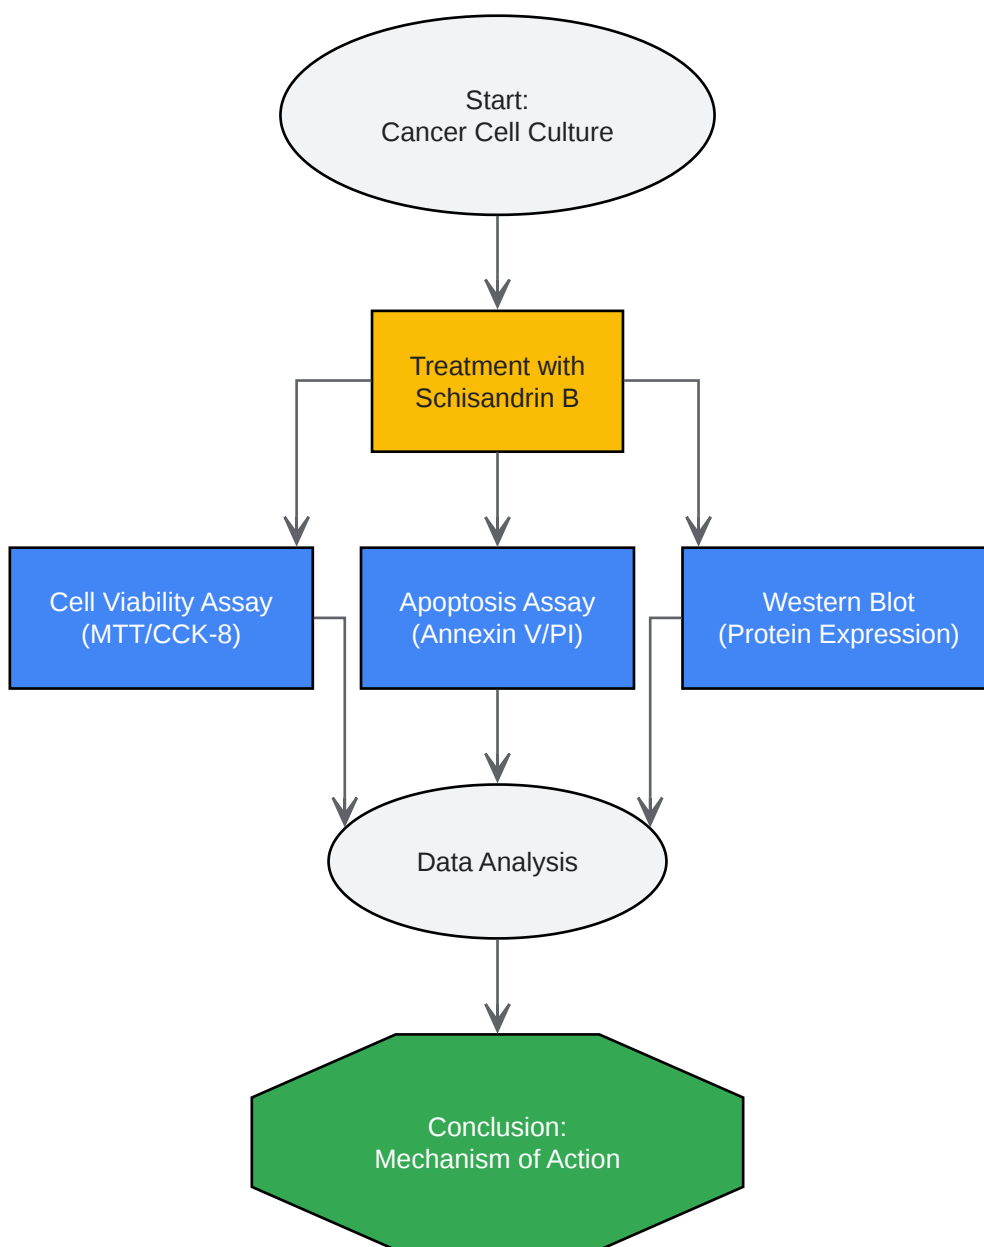 Start:
Cancer Cell Culture
Treatment with
Schisandrin B
Cell Viability Assay
(MTT/CCK-8)
Apoptosis Assay
(Annexin V/PI)
Western Blot
(Protein Expression)
Data Analysis
Conclusion:
Mechanism of Action